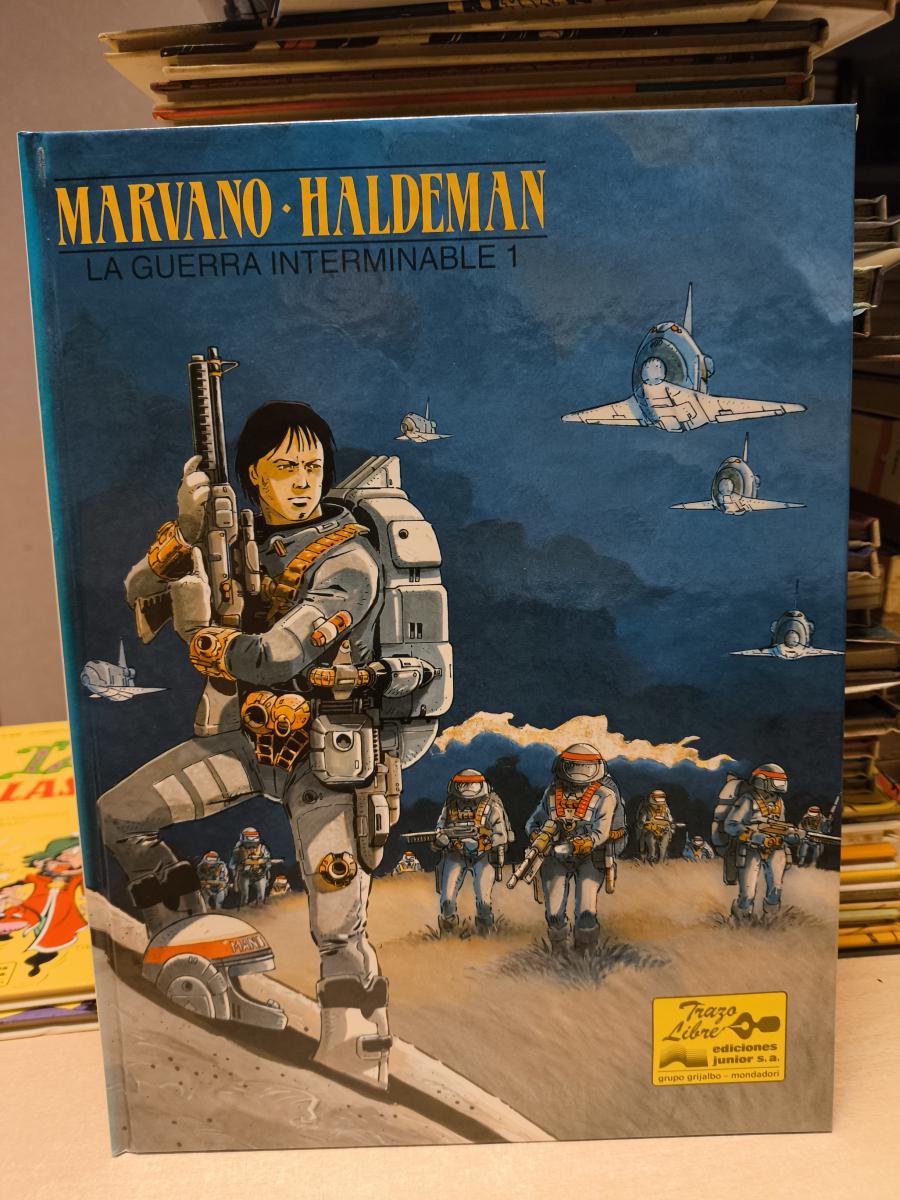 MARVANO · HALDEMAN
LA GUERRA INTERMINABLE 1
Trazo
Libre
ediciones
junior s.a.
grupo grijalbo – mondadori